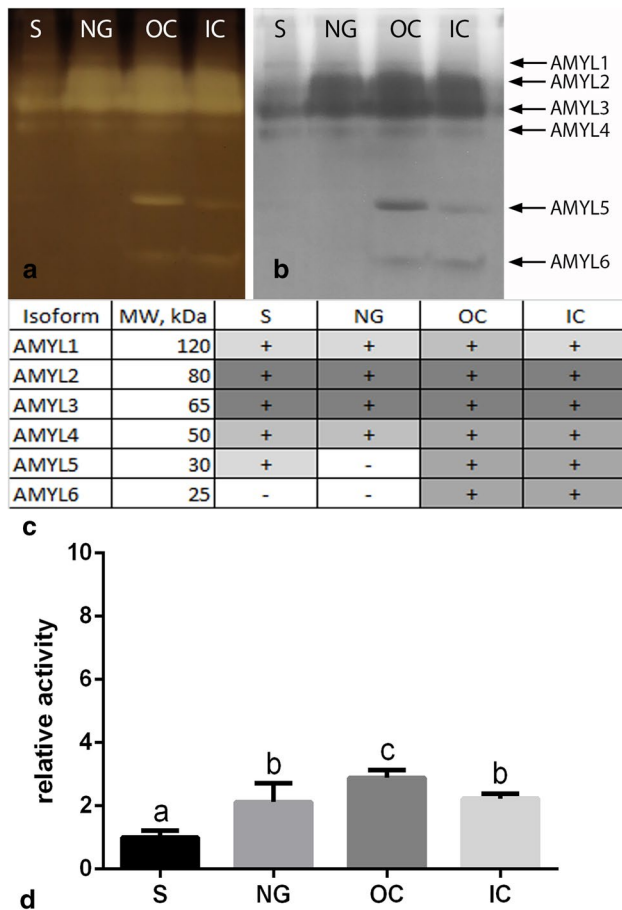 S NG OC IC S NG OC IC
AMYL1
AMYL2
AMYL3
AMYL4
AMYL5
AMYL6
a b
Isoform MW, kDa S NG OC IC
AMYL1 120 + + + +
AMYL2 80 + + + +
AMYL3 65 + + + +
AMYL4 50 + + + +
AMYL5 30 + - + +
AMYL6 25 - - + +
c
10
8
6
4
2
0
relative activity
a b c b
S NG OC IC
d